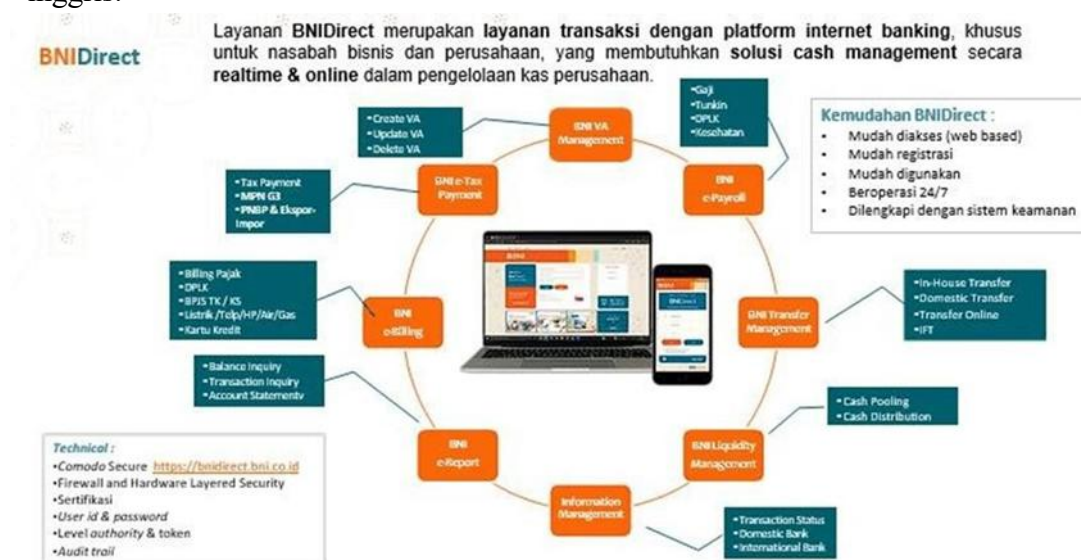 Layanan BNIDirect merupakan layanan transaksi dengan platform internet banking, khusus
untuk nasabah bisnis dan perusahaan, yang membutuhkan solusi cash management secara
realtime & online dalam pengelolaan kas perusahaan.
BNIDirect
•Create VA
•Update VA
•Delete VA
BNI VA
Management
•Gaji
•Tunkin
•DPLK
•Kesehatan
Kemudahan BNIDirect :
• Mudah diakses (web based)
• Mudah registrasi
• Mudah digunakan
• Beroperasi 24/7
• Dilengkapi dengan sistem keamanan
•Tax Payment
•MPN G3
•PNBP & Ekspor-
Impor
BNI e-Tax
Payment
BNI
e-Payroll
•Billing Pajak
•DPLK
•BPJS TK / KS
•Listrik /Telp/HP/Air/Gas
•Kartu Kredit
BNI
e-Billing
BNI
BNI Transfer
Management
•In-House Transfer
•Domestic Transfer
•Transfer Online
•IFT
•Balance Inquiry
•Transaction Inquiry
•Account Statementv
BNI
e-Report
BNI Liquidity
Management
•Cash Pooling
•Cash Distribution
Information
Management
•Transaction Status
•Domestic Bank
•International Bank
Technical :
•Comodo Secure https://bnidirect.bni.co.id
•Firewall and Hardware Layered Security
•Sertifikasi
•User id & password
•Level authority & token
•Audit trail